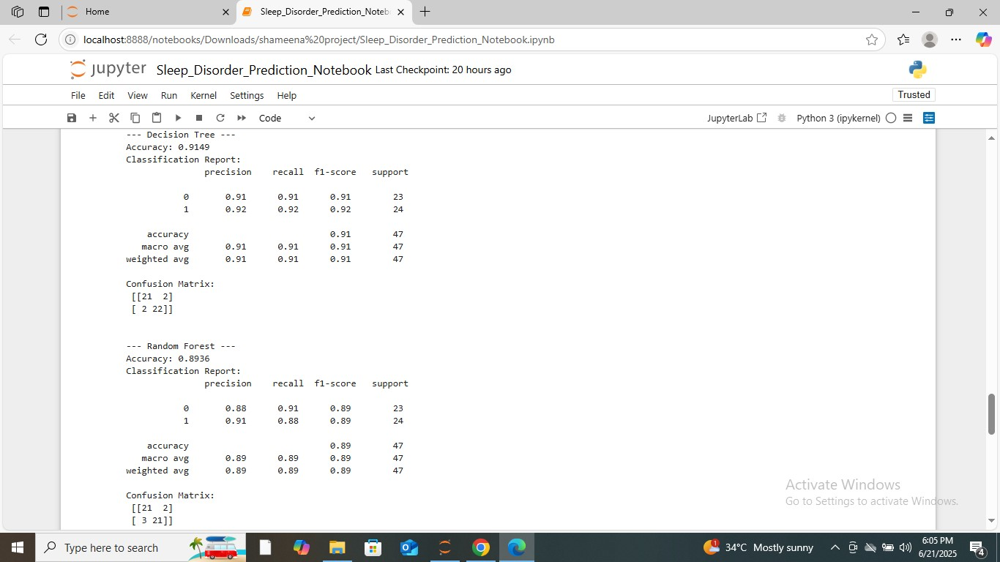 Home
Sleep_Disorder_Prediction_Noteb
localhost:8888/notebooks/Downloads/shameena%20project/Sleep_Disorder_Prediction_Notebook.ipynb
jupyter Sleep_Disorder_Prediction_Notebook Last Checkpoint: 20 hours ago
File Edit View Run Kernel Settings Help
Trusted
Code
JupyterLab
Python 3 (ipykernel)
--- Decision Tree ---
Accuracy: 0.9149
Classification Report:
precision recall f1-score support
0 0.91 0.91 0.91 23
1 0.92 0.92 0.92 24
accuracy 0.91 47
macro avg 0.91 0.91 0.91 47
weighted avg 0.91 0.91 0.91 47
Confusion Matrix:
[[21 2]
[ 2 22]]
--- Random Forest ---
Accuracy: 0.8936
Classification Report:
precision recall f1-score support
0 0.88 0.91 0.89 23
1 0.91 0.88 0.89 24
accuracy 0.89 47
macro avg 0.89 0.89 0.89 47
weighted avg 0.89 0.89 0.89 47
Confusion Matrix:
[[21 2]
[ 3 21]]
Activate Windows
Go to Settings to activate Windows.
Type here to search
1
34°C Mostly sunny
6:05 PM
6/21/2025
4